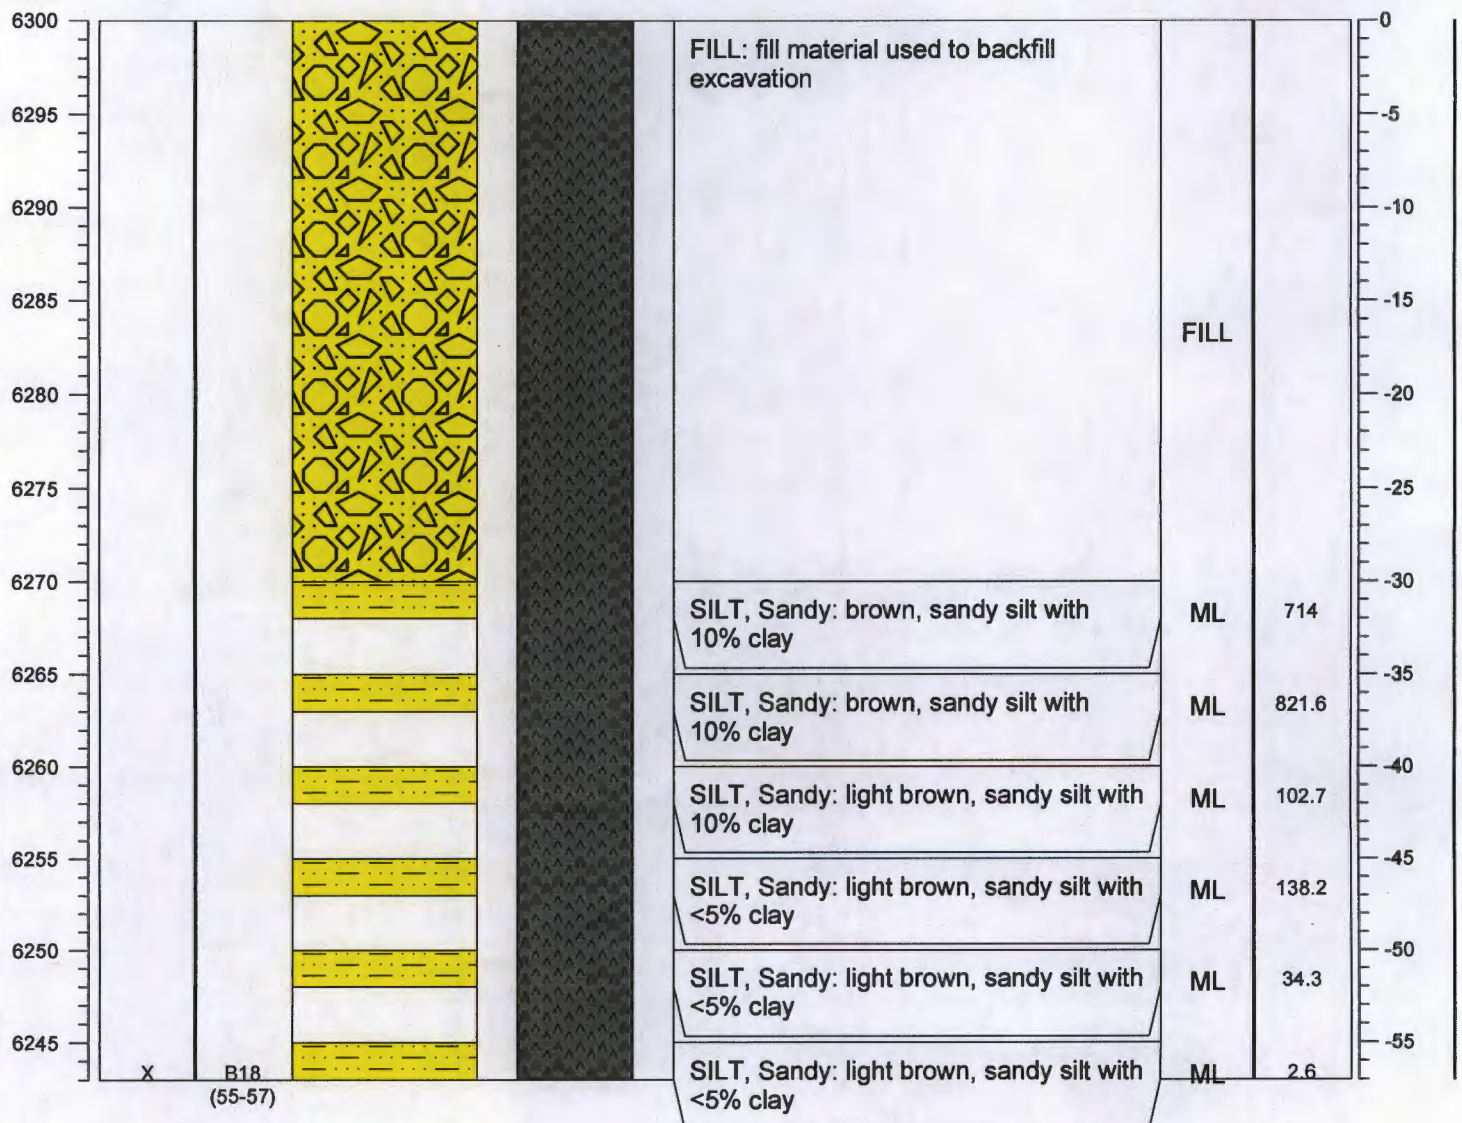 6300
0
FILL: fill material used to backfill
excavation
6295
-5
6290
-10
6285
-15
FILL
6280
-20
6275
-25
6270
-30
SILT, Sandy: brown, sandy silt with
10% clay
ML
714
6265
-35
SILT, Sandy: brown, sandy silt with
10% clay
ML
821.6
6260
-40
SILT, Sandy: light brown, sandy silt with
10% clay
ML
102.7
6255
-45
SILT, Sandy: light brown, sandy silt with
<5% clay
ML
138.2
6250
-50
SILT, Sandy: light brown, sandy silt with
<5% clay
ML
34.3
6245
-55
X
B18
(55-57)
SILT, Sandy: light brown, sandy silt with
<5% clay
ML
2.6